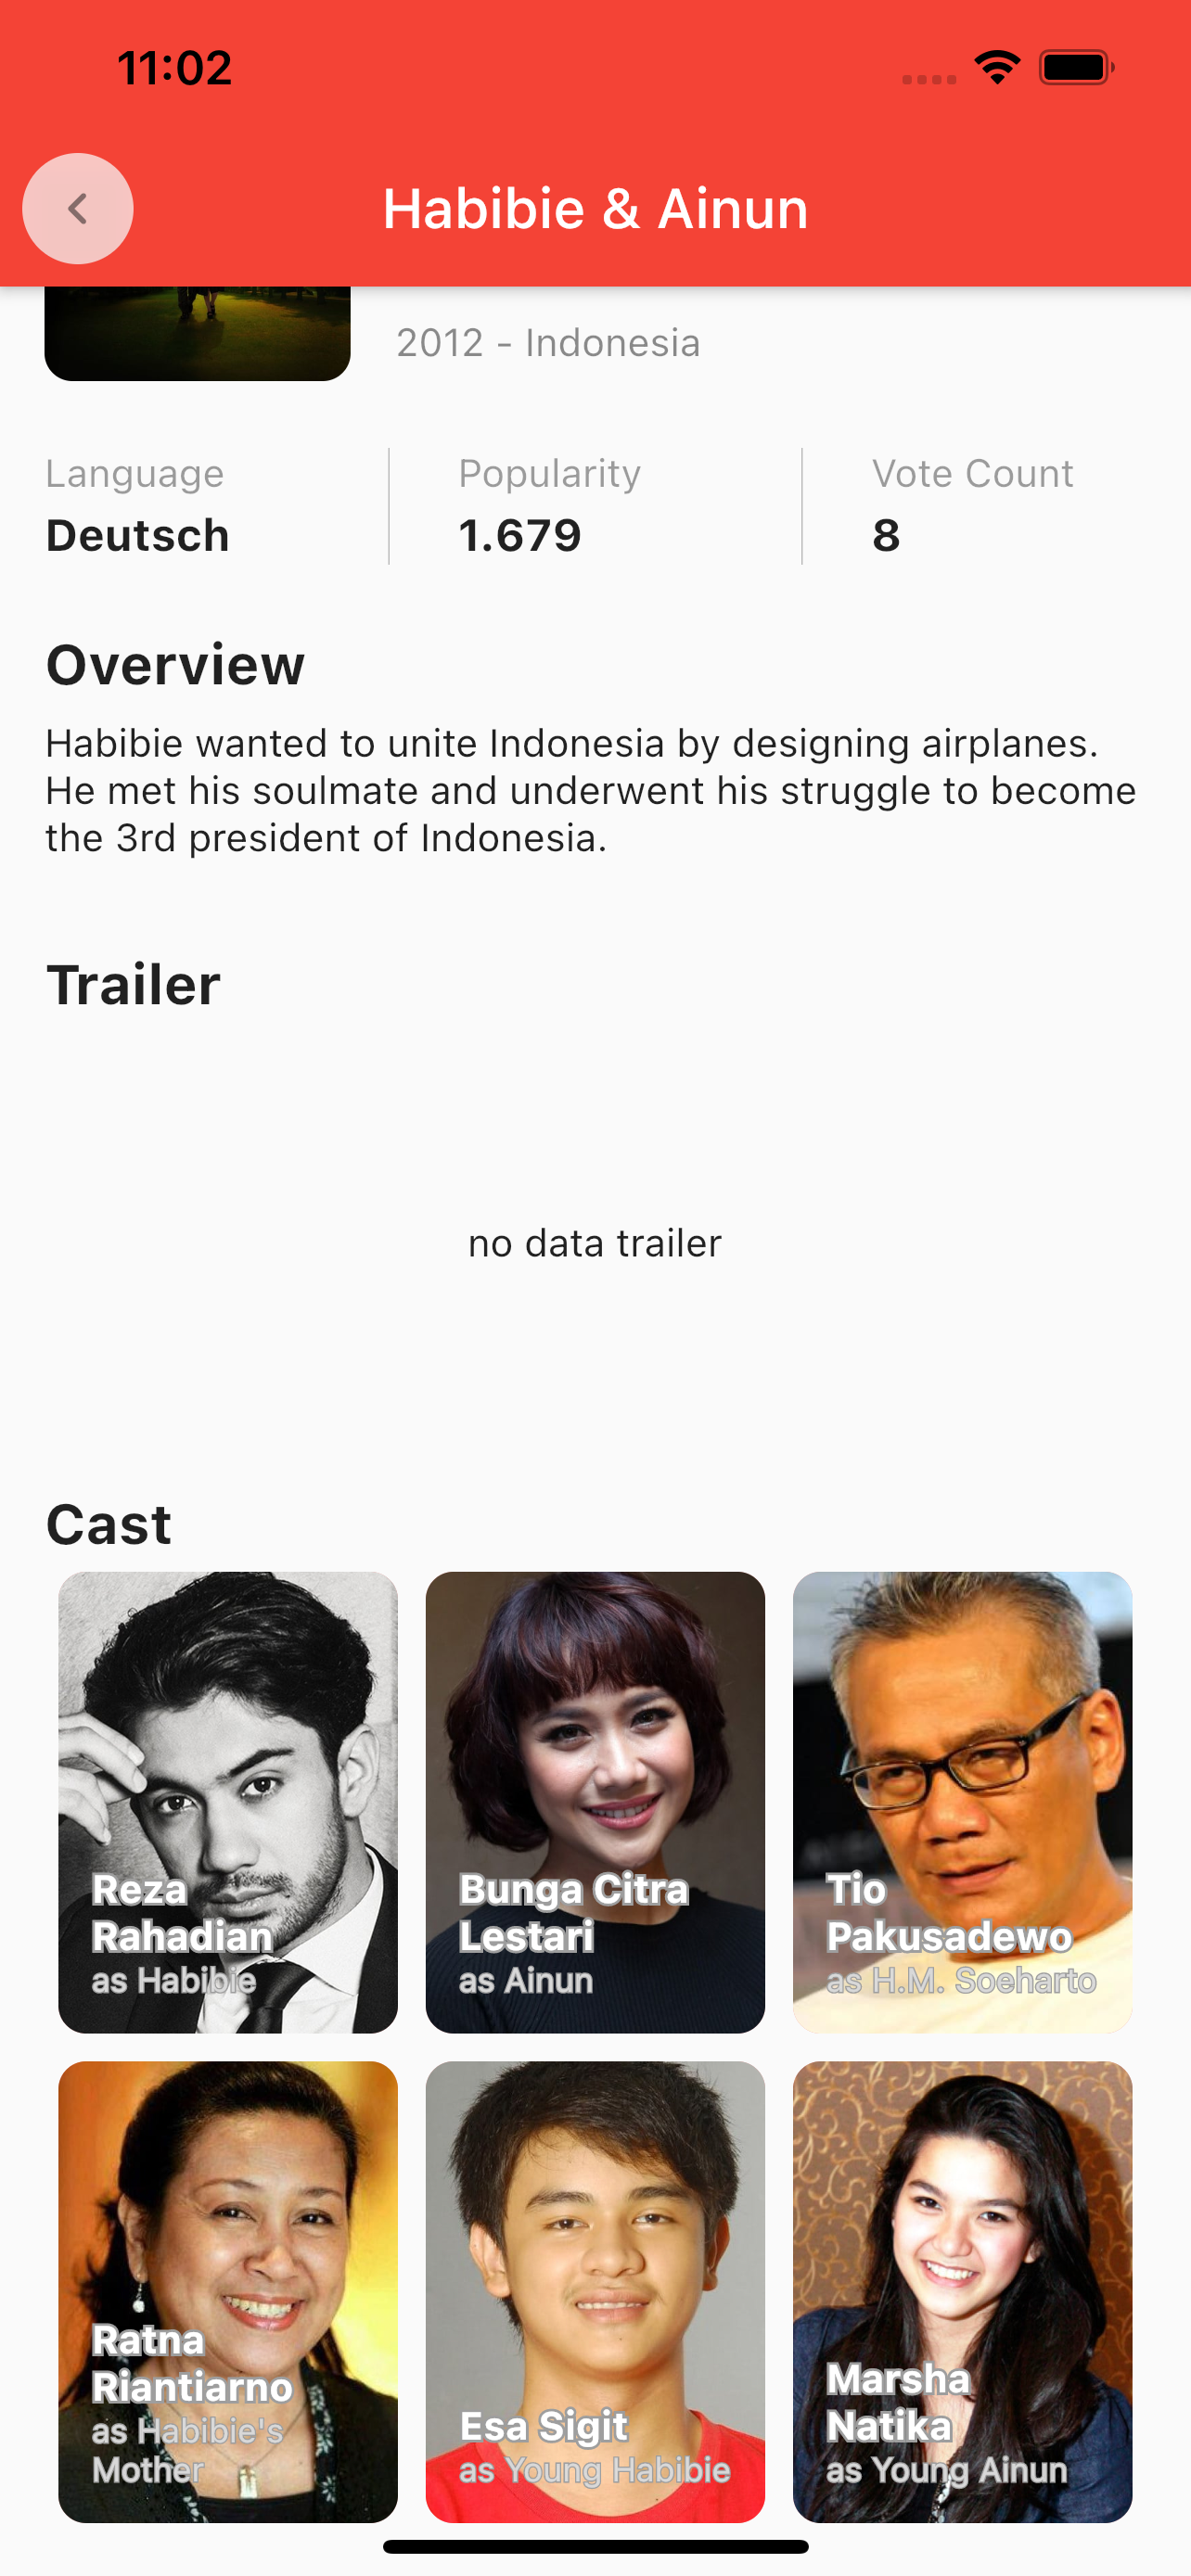 11:02
Habibie & Ainun
2012 - Indonesia
Language
Deutsch
Popularity
1.679
Vote Count
8
Overview
Habibie wanted to unite Indonesia by designing airplanes.
He met his soulmate and underwent his struggle to become
the 3rd president of Indonesia.
Trailer
no data trailer
Cast
Reza
Rahadian
as Habibie
Bunga Citra
Lestari
as Ainun
Tio
Pakusadewo
as H.M. Soeharto
Ratna
Riantiarno
as Habibie's
Mother
Esa Sigit
as Young Habibie
Marsha
Natika
as Young Ainun